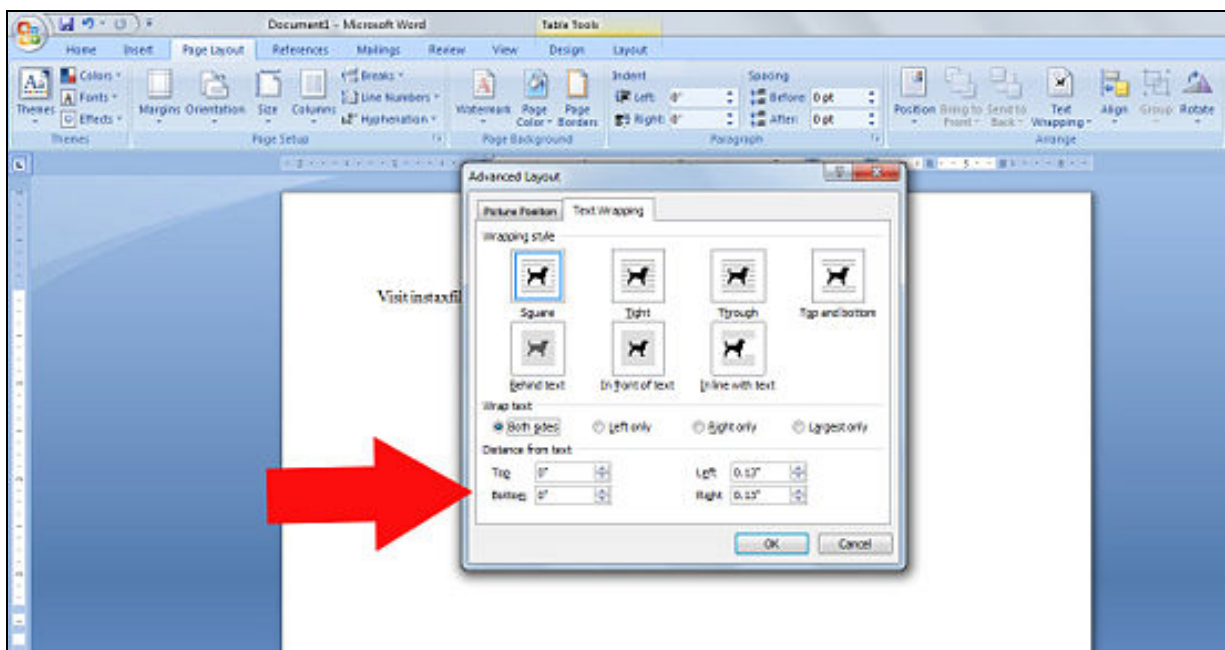 Document1 - Microsoft Word
Table Tools
Home Insert Page Layout References Mailings Review View Design Layout
Themes
Colors
Fonts
Effects
Themes
Margins Orientation Size Columns
Breaks
Line Numbers
Hyphenation
Page Setup
Watermark Page Color Page Borders
Page Background
Indent
Left: 0"
Right: 0"
Spacing
Before: 0 pt
After: 0 pt
Paragraph
Position Bring to Front Send to Back Text Wrapping Align Group Rotate
Arrange
Advanced Layout
Picture Position Text Wrapping
Wrapping style
Square Tight Through Top and bottom
Behind text In front of text In line with text
Wrap text
Both sides Left only Right only Largest only
Distance from text
Top 0" Left 0.13"
Bottom 0" Right 0.13"
OK Cancel
Visit instaxfil